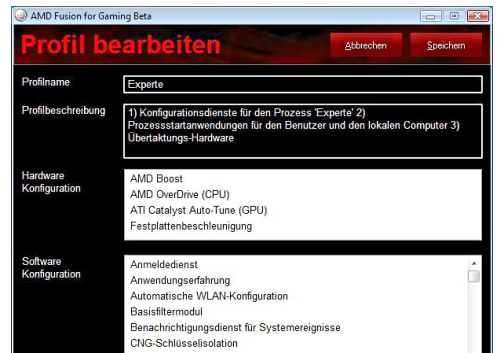 AMD Fusion for Gaming Beta
Profil bearbeiten
Abbrechen
Speichern
Profilname
Experte
Profilbeschreibung
1) Konfigurationsdienste für den Prozess 'Experte' 2)
Prozessstartanwendungen für den Benutzer und den lokalen Computer 3)
Übertaktungs-Hardware
Hardware
Konfiguration
AMD Boost
AMD OverDrive (CPU)
ATI Catalyst Auto-Tune (GPU)
Festplattenbeschleunigung
Software
Konfiguration
Anmeldedienst
Anwendungserfahrung
Automatische WLAN-Konfiguration
Basisfiltermodul
Benachrichtigungsdienst für Systemereignisse
CNG-Schlüsselisolation